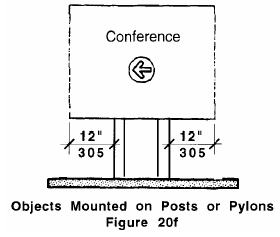 Conference
12" 12"
305 305
Objects Mounted on Posts or Pylons
Figure 20f